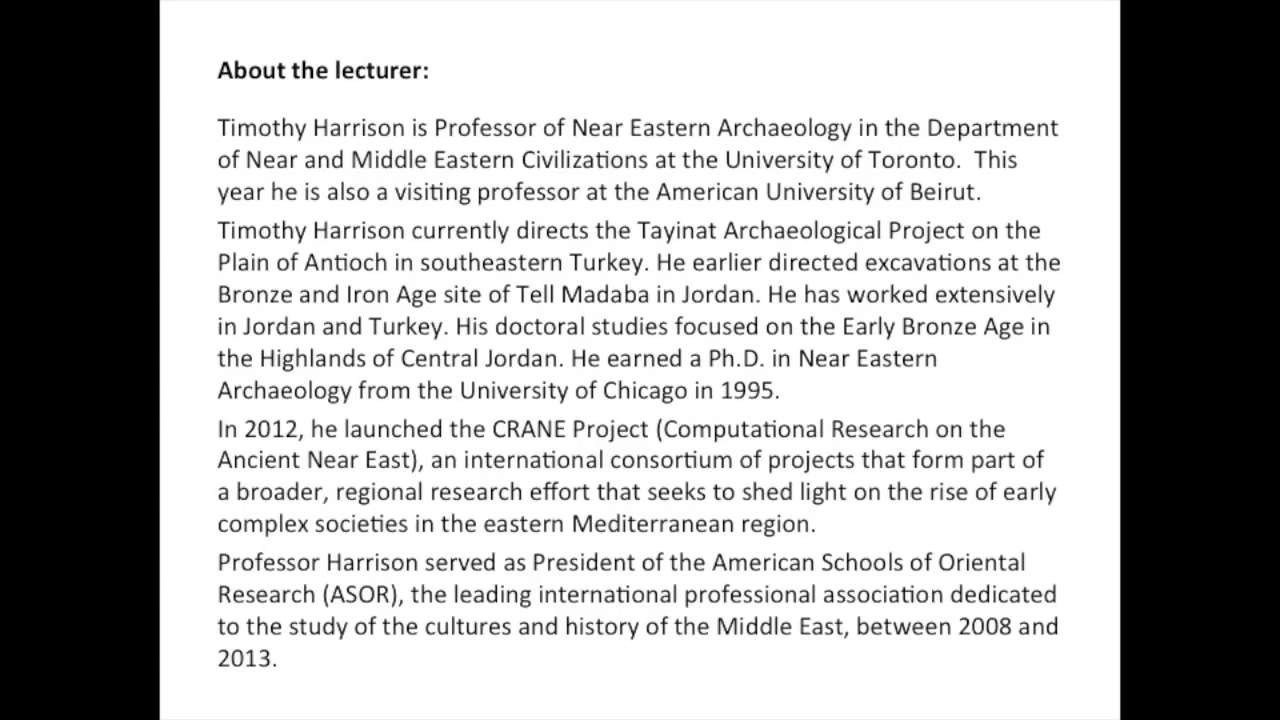 About the lecturer:
Timothy Harrison is Professor of Near Eastern Archaeology in the Department
of Near and Middle Eastern Civilizations at the University of Toronto.  This
year he is also a visiting professor at the American University of Beirut.
Timothy Harrison currently directs the Tayinat Archaeological Project on the
Plain of Antioch in southeastern Turkey. He earlier directed excavations at the
Bronze and Iron Age site of Tell Madaba in Jordan. He has worked extensively
in Jordan and Turkey. His doctoral studies focused on the Early Bronze Age in
the Highlands of Central Jordan. He earned a Ph.D. in Near Eastern
Archaeology from the University of Chicago in 1995.
In 2012, he launched the CRANE Project (Computational Research on the
Ancient Near East), an international consortium of projects that form part of
a broader, regional research effort that seeks to shed light on the rise of early
complex societies in the eastern Mediterranean region.
Professor Harrison served as President of the American Schools of Oriental
Research (ASOR), the leading international professional association dedicated
to the study of the cultures and history of the Middle East, between 2008 and
2013.